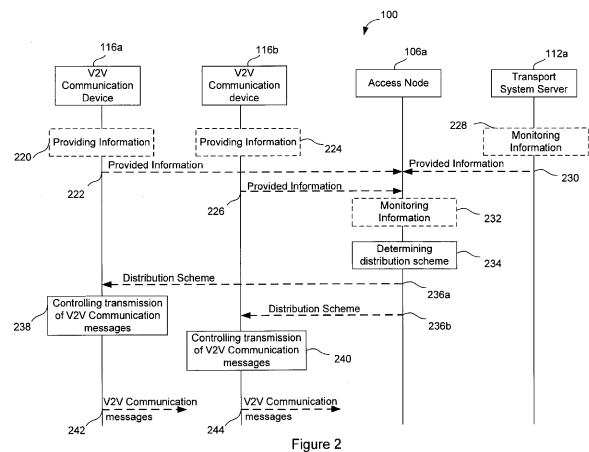 100
116a
116b
106a
112a
V2V
Communication
Device
V2V
Communication
device
Access Node
Transport
System Server
228
Providing Information
220
Providing Information
224
Monitoring
Information
Provided Information
222
Provided Information
230
Provided Information
226
Monitoring
Information
232
Determining
distribution scheme
234
Distribution Scheme
236a
Controlling transmission
of V2V Communication
messages
238
Distribution Scheme
236b
Controlling transmission
of V2V Communication
messages
240
V2V Communication
messages
242
V2V Communication
messages
244
Figure 2